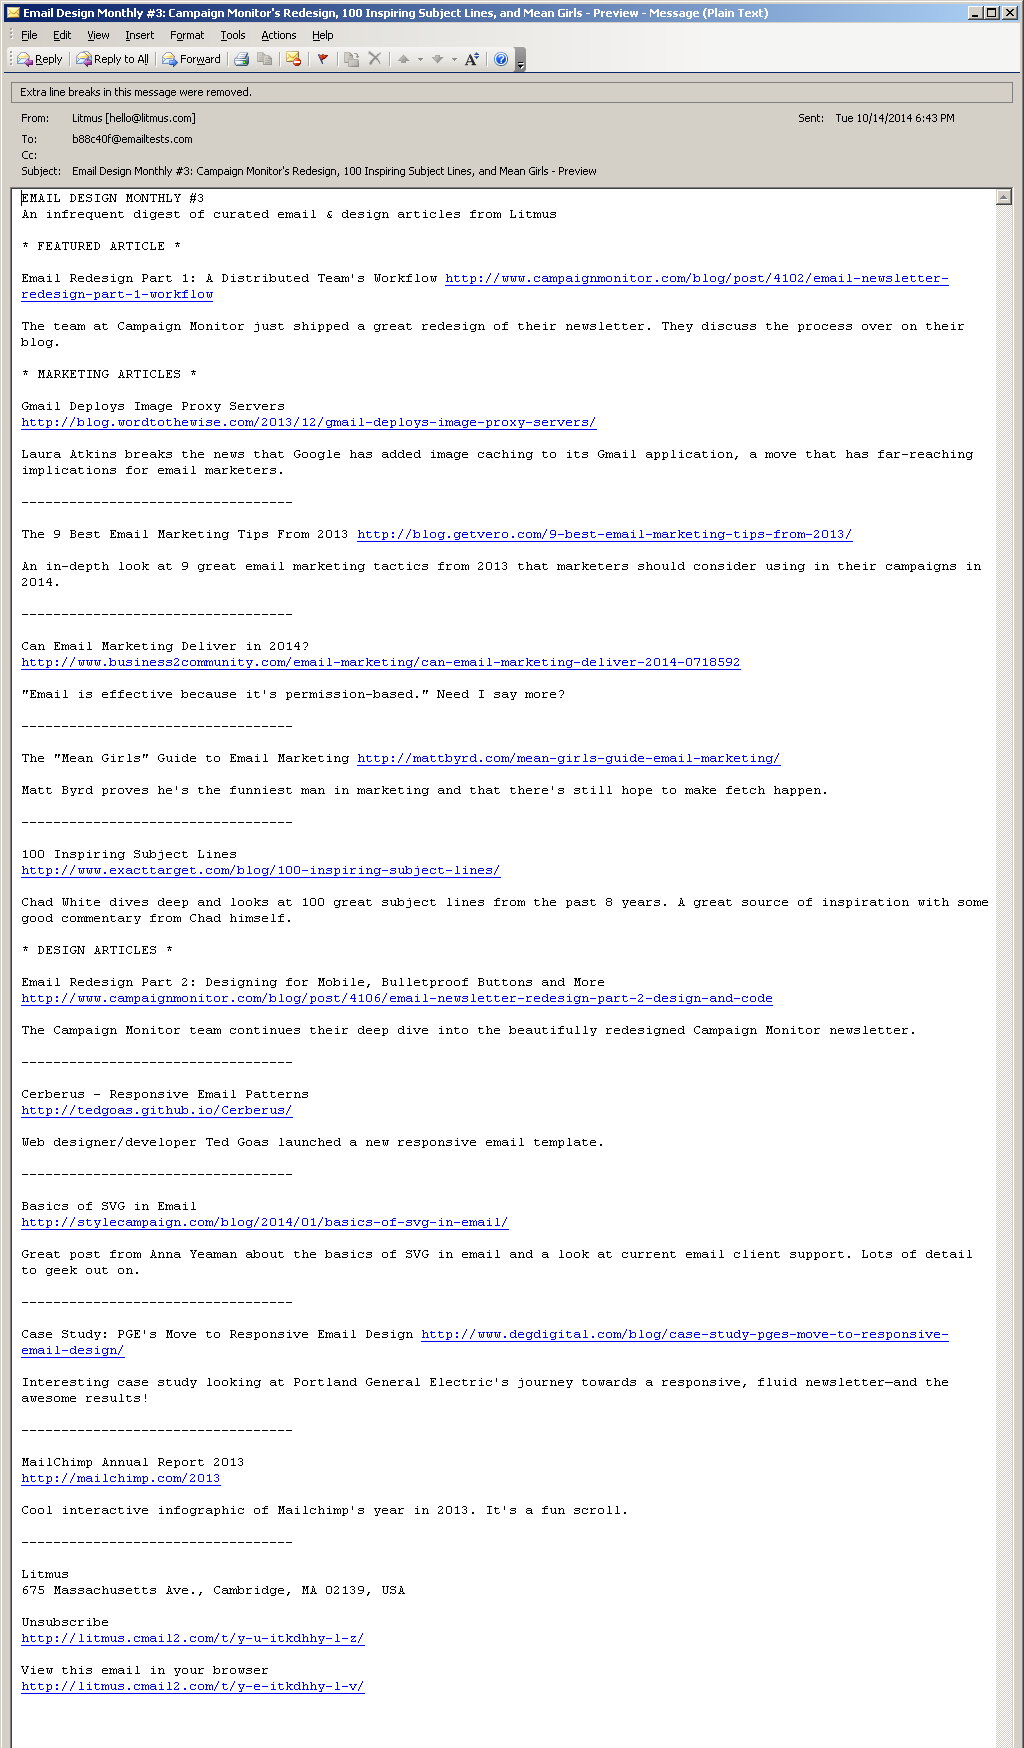 Email Design Monthly #3: Campaign Monitor's Redesign, 100 Inspiring Subject Lines, and Mean Girls - Preview - Message (Plain Text)
File Edit View Insert Format Tools Actions Help
Reply Reply to All Forward
Extra line breaks in this message were removed.
From: Litmus [hello@litmus.com] Sent: Tue 10/14/2014 6:43 PM
To: b88c40f@emailtests.com
Cc:
Subject: Email Design Monthly #3: Campaign Monitor's Redesign, 100 Inspiring Subject Lines, and Mean Girls - Preview
EMAIL DESIGN MONTHLY #3
An infrequent digest of curated email & design articles from Litmus
* FEATURED ARTICLE *
Email Redesign Part 1: A Distributed Team's Workflow http://www.campaignmonitor.com/blog/post/4102/email-newsletter-
redesign-part-1-workflow
The team at Campaign Monitor just shipped a great redesign of their newsletter. They discuss the process over on their
blog.
* MARKETING ARTICLES *
Gmail Deploys Image Proxy Servers
http://blog.wordtothewise.com/2013/12/gmail-deploys-image-proxy-servers/
Laura Atkins breaks the news that Google has added image caching to its Gmail application, a move that has far-reaching
implications for email marketers.
----------------------------------
The 9 Best Email Marketing Tips From 2013 http://blog.getvero.com/9-best-email-marketing-tips-from-2013/
An in-depth look at 9 great email marketing tactics from 2013 that marketers should consider using in their campaigns in
2014.
----------------------------------
Can Email Marketing Deliver in 2014?
http://www.business2community.com/email-marketing/can-email-marketing-deliver-2014-0718592
"Email is effective because it's permission-based." Need I say more?
----------------------------------
The "Mean Girls" Guide to Email Marketing http://mattbyrd.com/mean-girls-guide-email-marketing/
Matt Byrd proves he's the funniest man in marketing and that there's still hope to make fetch happen.
----------------------------------
100 Inspiring Subject Lines
http://www.exacttarget.com/blog/100-inspiring-subject-lines/
Chad White dives deep and looks at 100 great subject lines from the past 8 years. A great source of inspiration with some
good commentary from Chad himself.
* DESIGN ARTICLES *
Email Redesign Part 2: Designing for Mobile, Bulletproof Buttons and More
http://www.campaignmonitor.com/blog/post/4106/email-newsletter-redesign-part-2-design-and-code
The Campaign Monitor team continues their deep dive into the beautifully redesigned Campaign Monitor newsletter.
----------------------------------
Cerberus - Responsive Email Patterns
http://tedgoas.github.io/Cerberus/
Web designer/developer Ted Goas launched a new responsive email template.
----------------------------------
Basics of SVG in Email
http://stylecampaign.com/blog/2014/01/basics-of-svg-in-email/
Great post from Anna Yeaman about the basics of SVG in email and a look at current email client support. Lots of detail
to geek out on.
----------------------------------
Case Study: PGE's Move to Responsive Email Design http://www.degdigital.com/blog/case-study-pges-move-to-responsive-
email-design/
Interesting case study looking at Portland General Electric's journey towards a responsive, fluid newsletter—and the
awesome results!
----------------------------------
MailChimp Annual Report 2013
http://mailchimp.com/2013
Cool interactive infographic of Mailchimp's year in 2013. It's a fun scroll.
----------------------------------
Litmus
675 Massachusetts Ave., Cambridge, MA 02139, USA
Unsubscribe
http://litmus.cmail2.com/t/y-u-itkdhhy-l-z/
View this email in your browser
http://litmus.cmail2.com/t/y-e-itkdhhy-l-v/